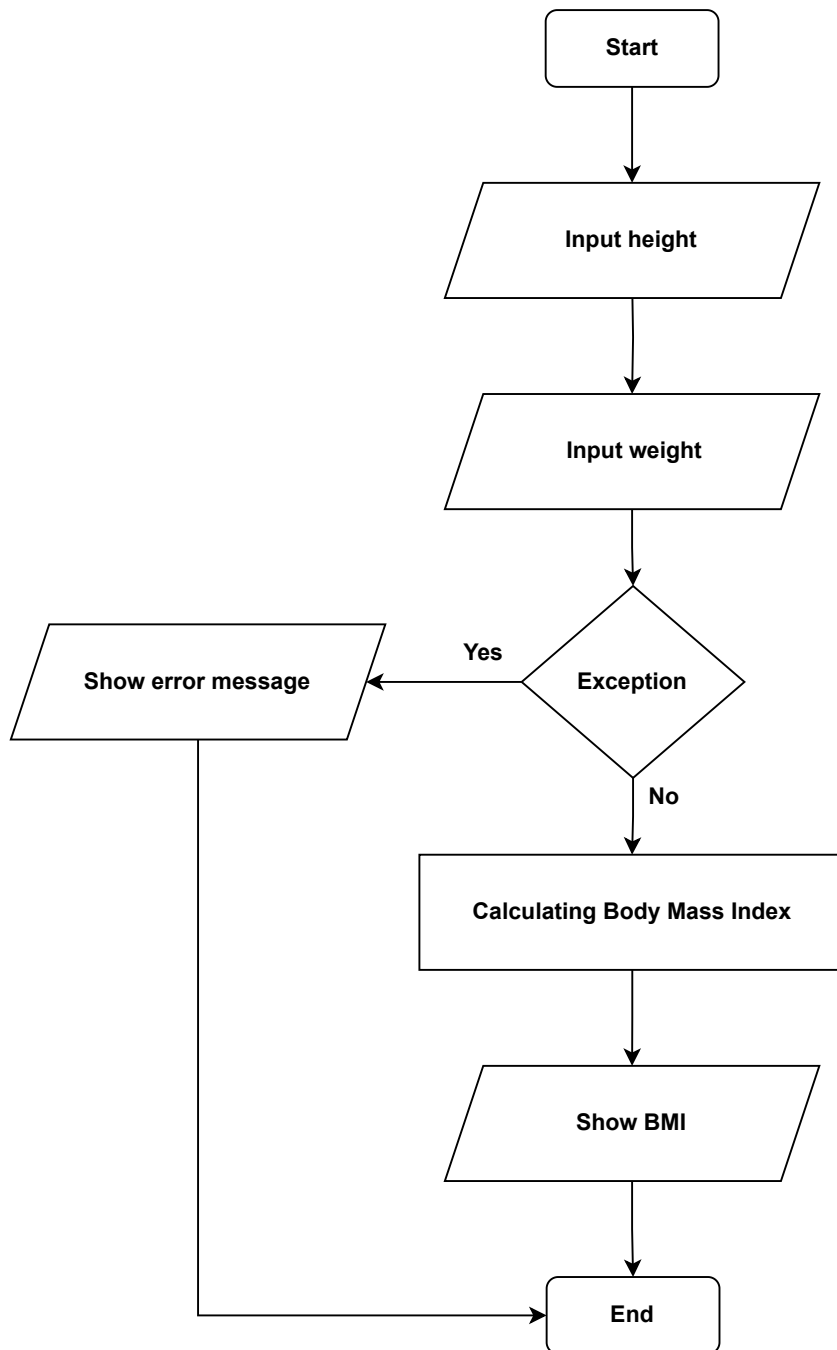 Start
Input height
Input weight
Exception
Yes
Show error message
No
Calculating Body Mass Index
Show BMI
End